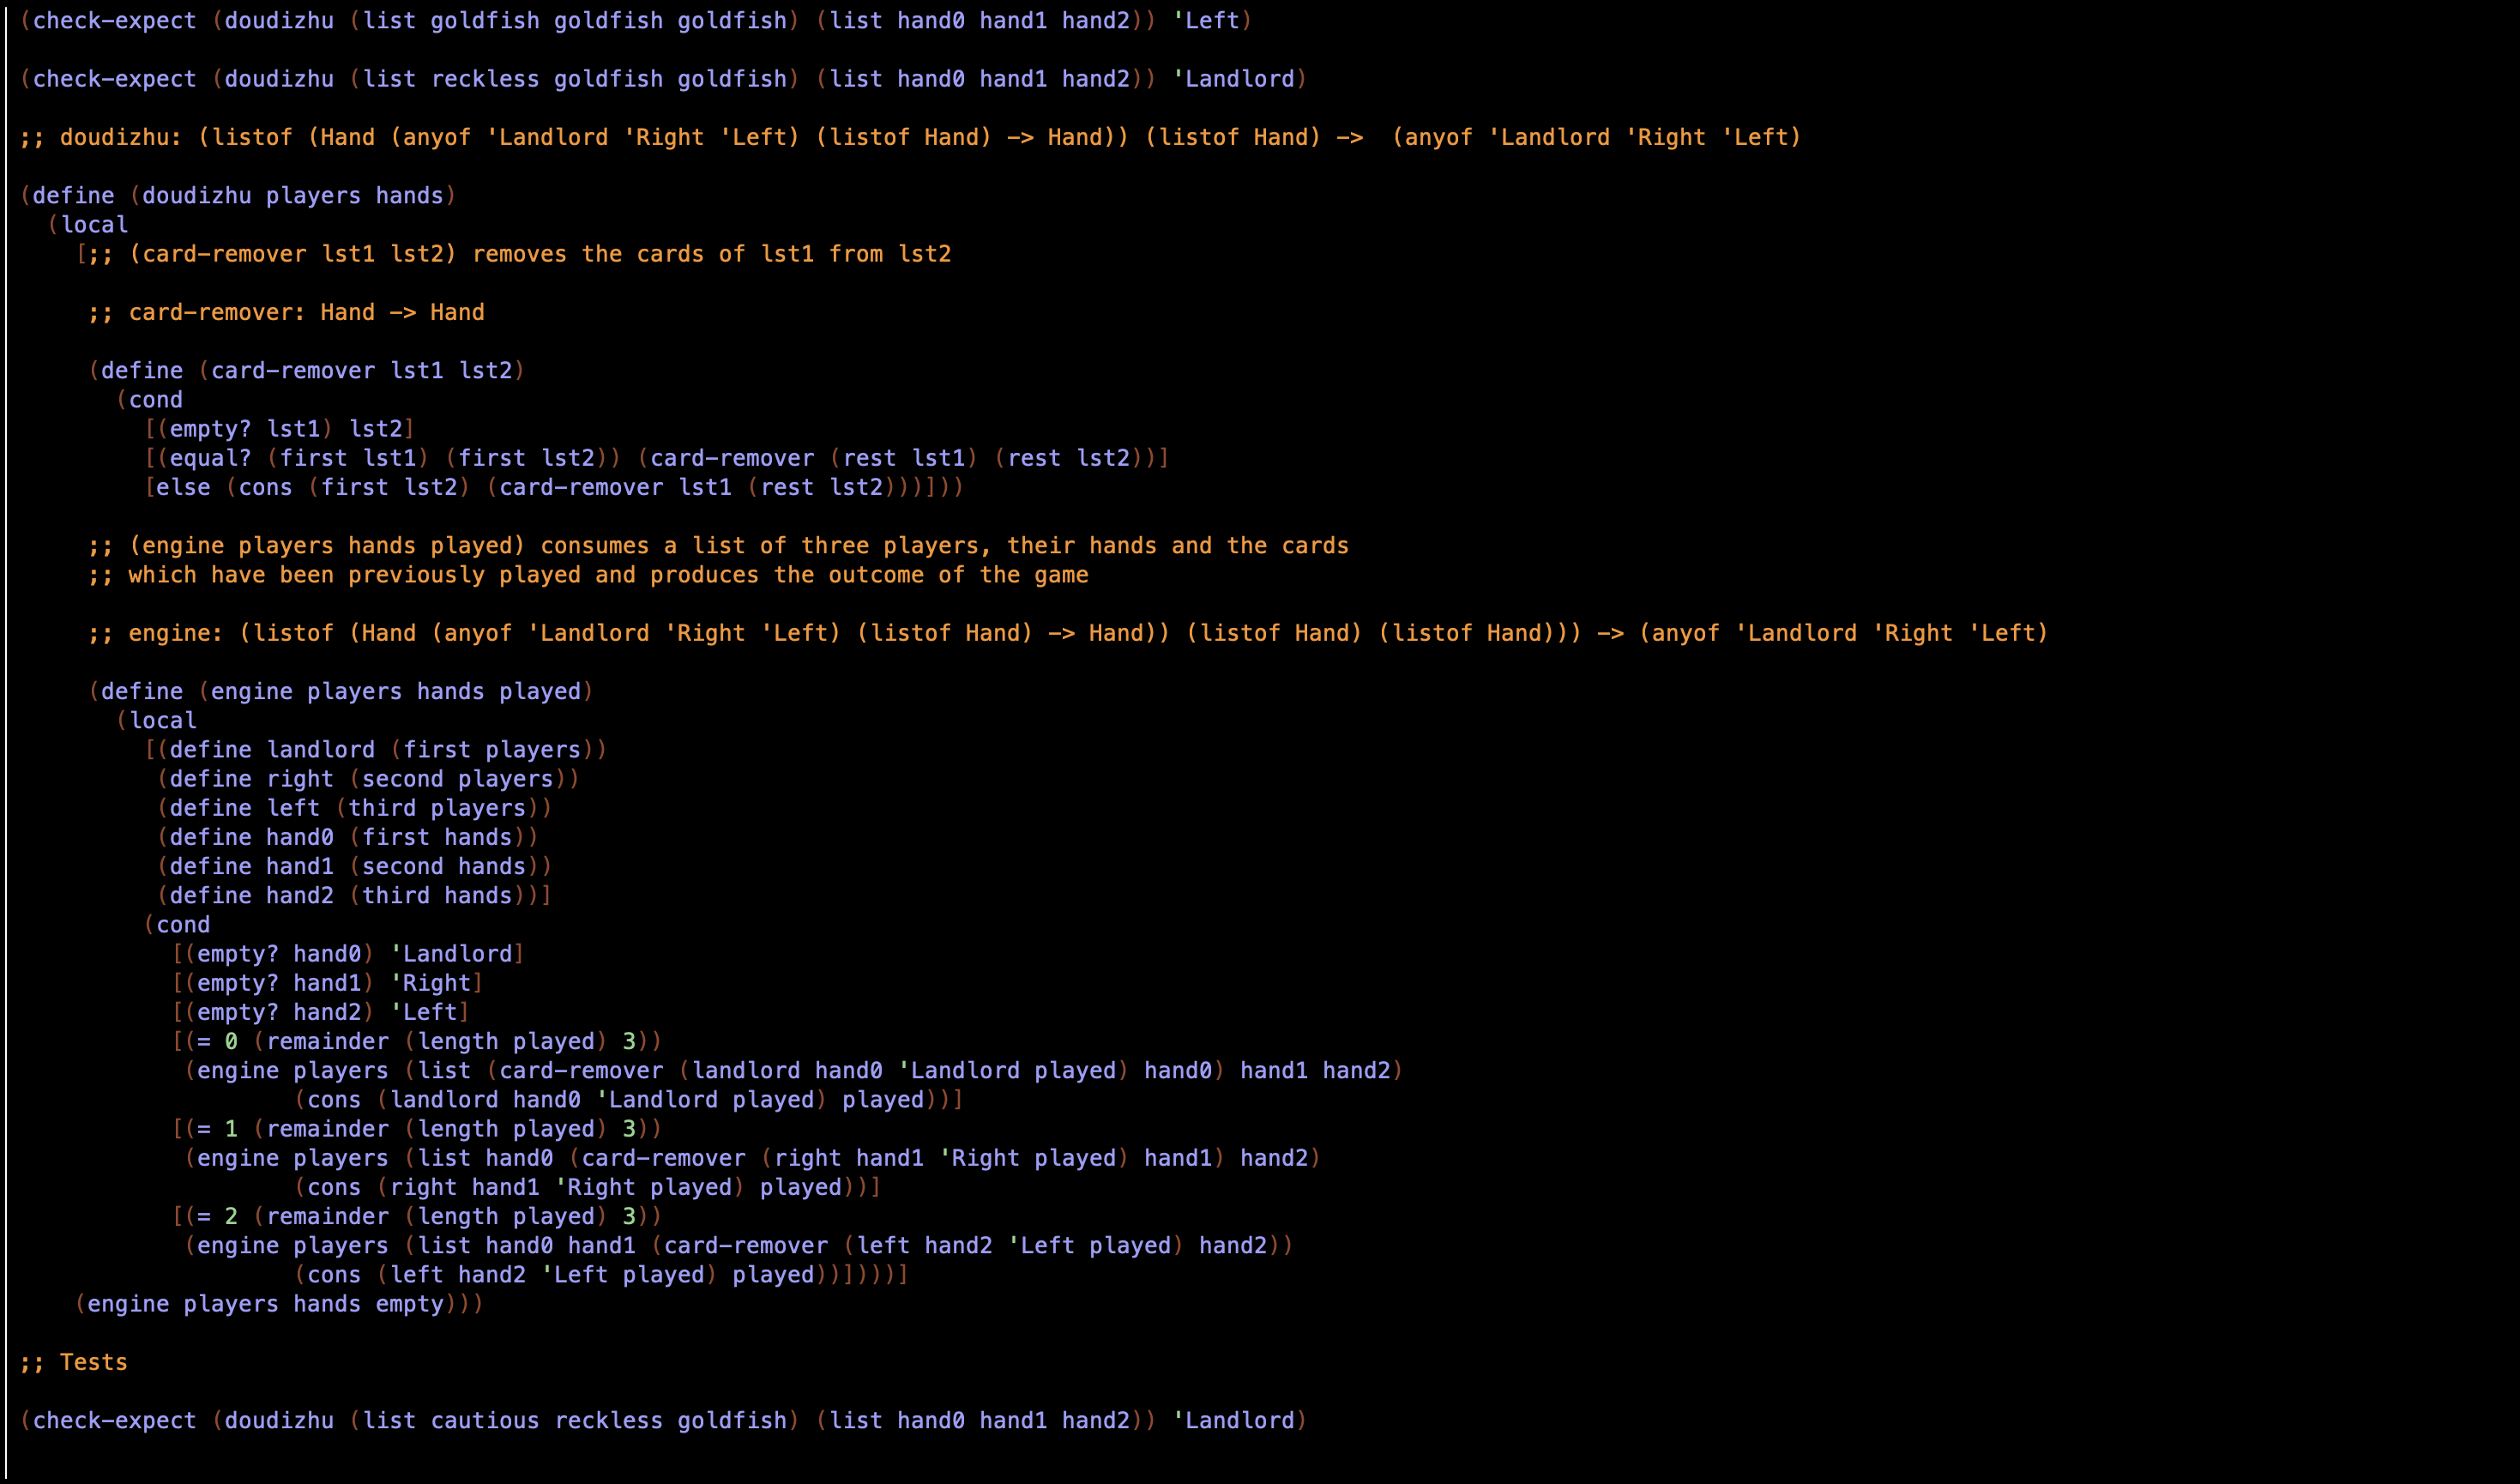 (check-expect (doudizhu (list goldfish goldfish goldfish) (list hand0 hand1 hand2)) 'Left)
(check-expect (doudizhu (list reckless goldfish goldfish) (list hand0 hand1 hand2)) 'Landlord)
;; doudizhu: (listof (Hand (anyof 'Landlord 'Right 'Left) (listof Hand) -> Hand)) (listof Hand) ->  (anyof 'Landlord 'Right 'Left)
(define (doudizhu players hands)
  (local
    [;; (card-remover lst1 lst2) removes the cards of lst1 from lst2
     ;; card-remover: Hand -> Hand
     (define (card-remover lst1 lst2)
       (cond
         [(empty? lst1) lst2]
         [(equal? (first lst1) (first lst2)) (card-remover (rest lst1) (rest lst2))]
         [else (cons (first lst2) (card-remover lst1 (rest lst2)))]))
     ;; (engine players hands played) consumes a list of three players, their hands and the cards
     ;; which have been previously played and produces the outcome of the game
     ;; engine: (listof (Hand (anyof 'Landlord 'Right 'Left) (listof Hand) -> Hand)) (listof Hand) (listof Hand))) -> (anyof 'Landlord 'Right 'Left)
     (define (engine players hands played)
       (local
         [(define landlord (first players))
          (define right (second players))
          (define left (third players))
          (define hand0 (first hands))
          (define hand1 (second hands))
          (define hand2 (third hands))]
         (cond
           [(empty? hand0) 'Landlord]
           [(empty? hand1) 'Right]
           [(empty? hand2) 'Left]
           [(= 0 (remainder (length played) 3))
            (engine players (list (card-remover (landlord hand0 'Landlord played) hand0) hand1 hand2)
                    (cons (landlord hand0 'Landlord played) played))]
           [(= 1 (remainder (length played) 3))
            (engine players (list hand0 (card-remover (right hand1 'Right played) hand1) hand2)
                    (cons (right hand1 'Right played) played))]
           [(= 2 (remainder (length played) 3))
            (engine players (list hand0 hand1 (card-remover (left hand2 'Left played) hand2))
                    (cons (left hand2 'Left played) played))])))]
    (engine players hands empty)))
;; Tests
(check-expect (doudizhu (list cautious reckless goldfish) (list hand0 hand1 hand2)) 'Landlord)